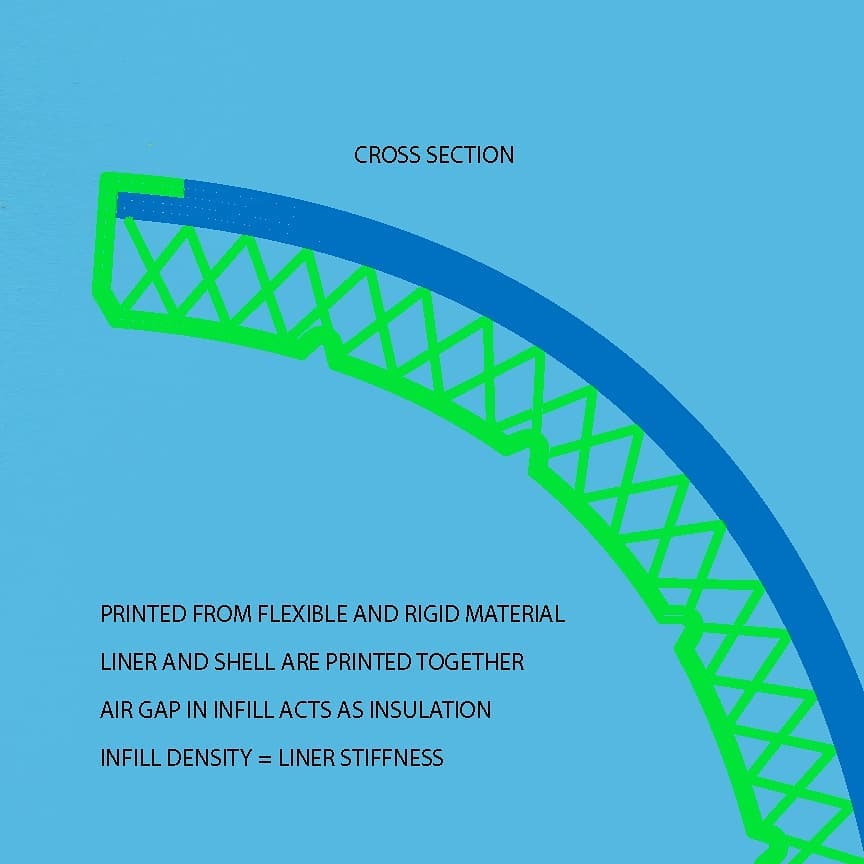 CROSS SECTION
PRINTED FROM FLEXIBLE AND RIGID MATERIAL
LINER AND SHELL ARE PRINTED TOGETHER
AIR GAP IN INFILL ACTS AS INSULATION
INFILL DENSITY = LINER STIFFNESS